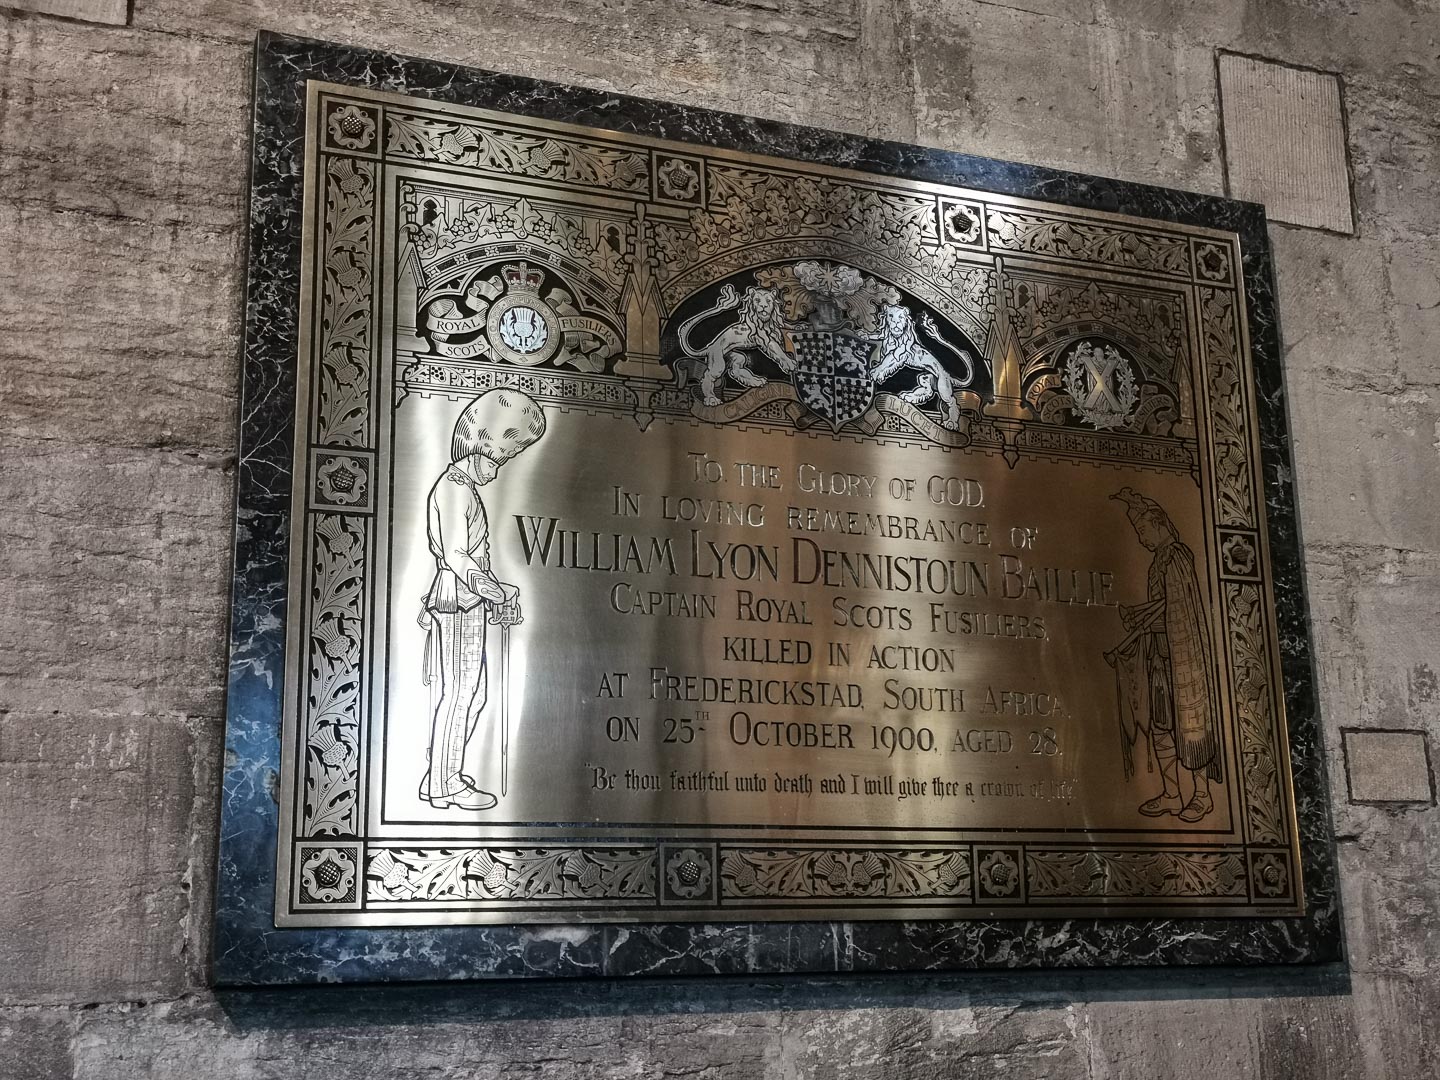 ROYAL SCOTS FUSILIERS
LUCEM
TO THE GLORY OF GOD.
IN LOVING REMEMBRANCE OF
WILLIAM LYON DENNISTOUN BAILLIE,
CAPTAIN ROYAL SCOTS FUSILIERS,
KILLED IN ACTION
AT FREDERICKSTAD, SOUTH AFRICA,
ON 25TH OCTOBER 1900, AGED 28.
"Be thou faithful unto death and I will give thee a crown of life"